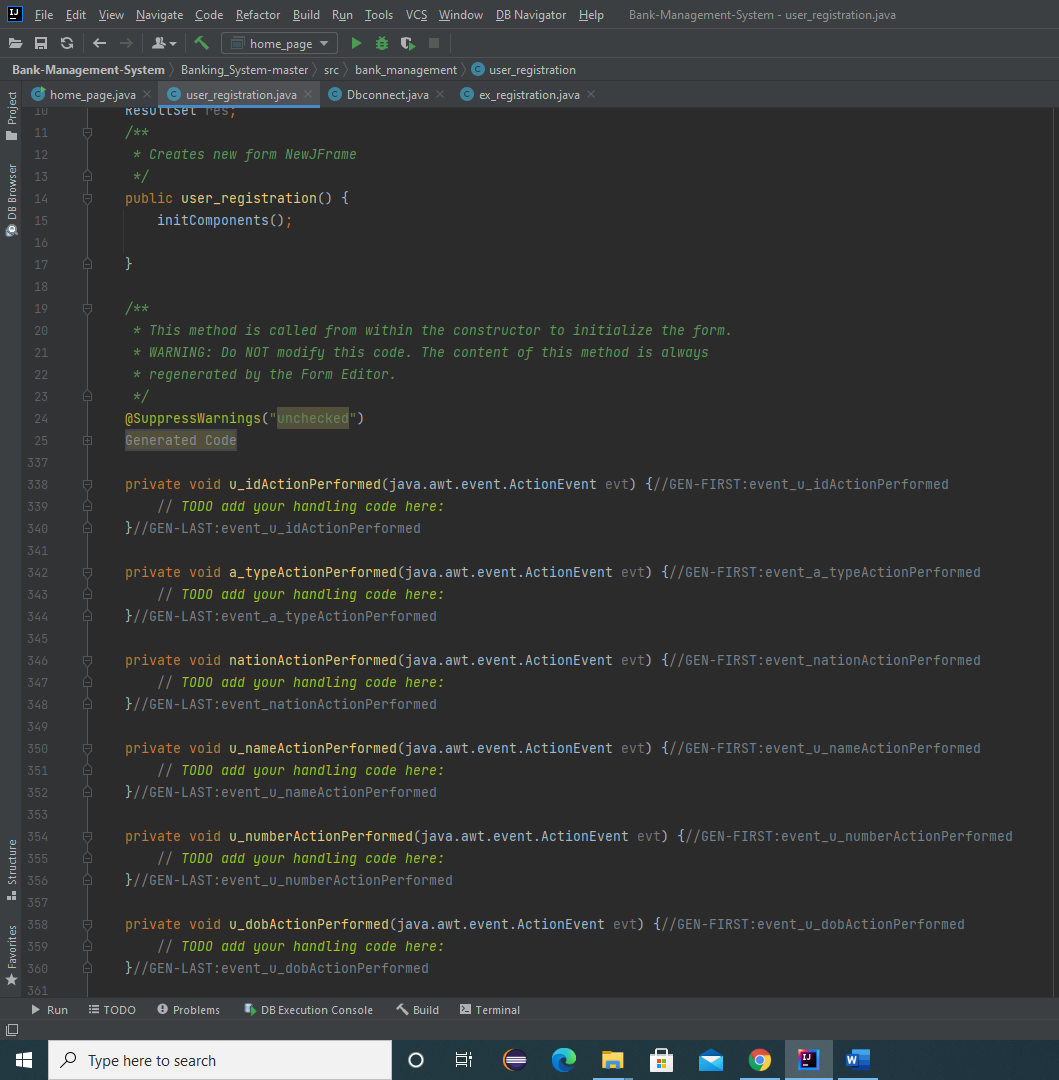 File Edit View Navigate Code Refactor Build Run Tools VCS Window DB Navigator Help Bank-Management-System - user_registration.java
home_page
Bank-Management-System Banking_System-master src bank_management user_registration
home_page.java user_registration.java Dbconnect.java ex_registration.java
Project
DB Browser
Structure
Favorites
10 ResultSet res;
11 /**
12 * Creates new form NewJFrame
13 */
14 public user_registration() {
15 initComponents();
16
17 }
18
19 /**
20 * This method is called from within the constructor to initialize the form.
21 * WARNING: Do NOT modify this code. The content of this method is always
22 * regenerated by the Form Editor.
23 */
24 @SuppressWarnings("unchecked")
25 Generated Code
337
338 private void u_idActionPerformed(java.awt.event.ActionEvent evt) {//GEN-FIRST:event_u_idActionPerformed
339 // TODO add your handling code here:
340 }//GEN-LAST:event_u_idActionPerformed
341
342 private void a_typeActionPerformed(java.awt.event.ActionEvent evt) {//GEN-FIRST:event_a_typeActionPerformed
343 // TODO add your handling code here:
344 }//GEN-LAST:event_a_typeActionPerformed
345
346 private void nationActionPerformed(java.awt.event.ActionEvent evt) {//GEN-FIRST:event_nationActionPerformed
347 // TODO add your handling code here:
348 }//GEN-LAST:event_nationActionPerformed
349
350 private void u_nameActionPerformed(java.awt.event.ActionEvent evt) {//GEN-FIRST:event_u_nameActionPerformed
351 // TODO add your handling code here:
352 }//GEN-LAST:event_u_nameActionPerformed
353
354 private void u_numberActionPerformed(java.awt.event.ActionEvent evt) {//GEN-FIRST:event_u_numberActionPerformed
355 // TODO add your handling code here:
356 }//GEN-LAST:event_u_numberActionPerformed
357
358 private void u_dobActionPerformed(java.awt.event.ActionEvent evt) {//GEN-FIRST:event_u_dobActionPerformed
359 // TODO add your handling code here:
360 }//GEN-LAST:event_u_dobActionPerformed
361
Run TODO Problems DB Execution Console Build Terminal
Type here to search